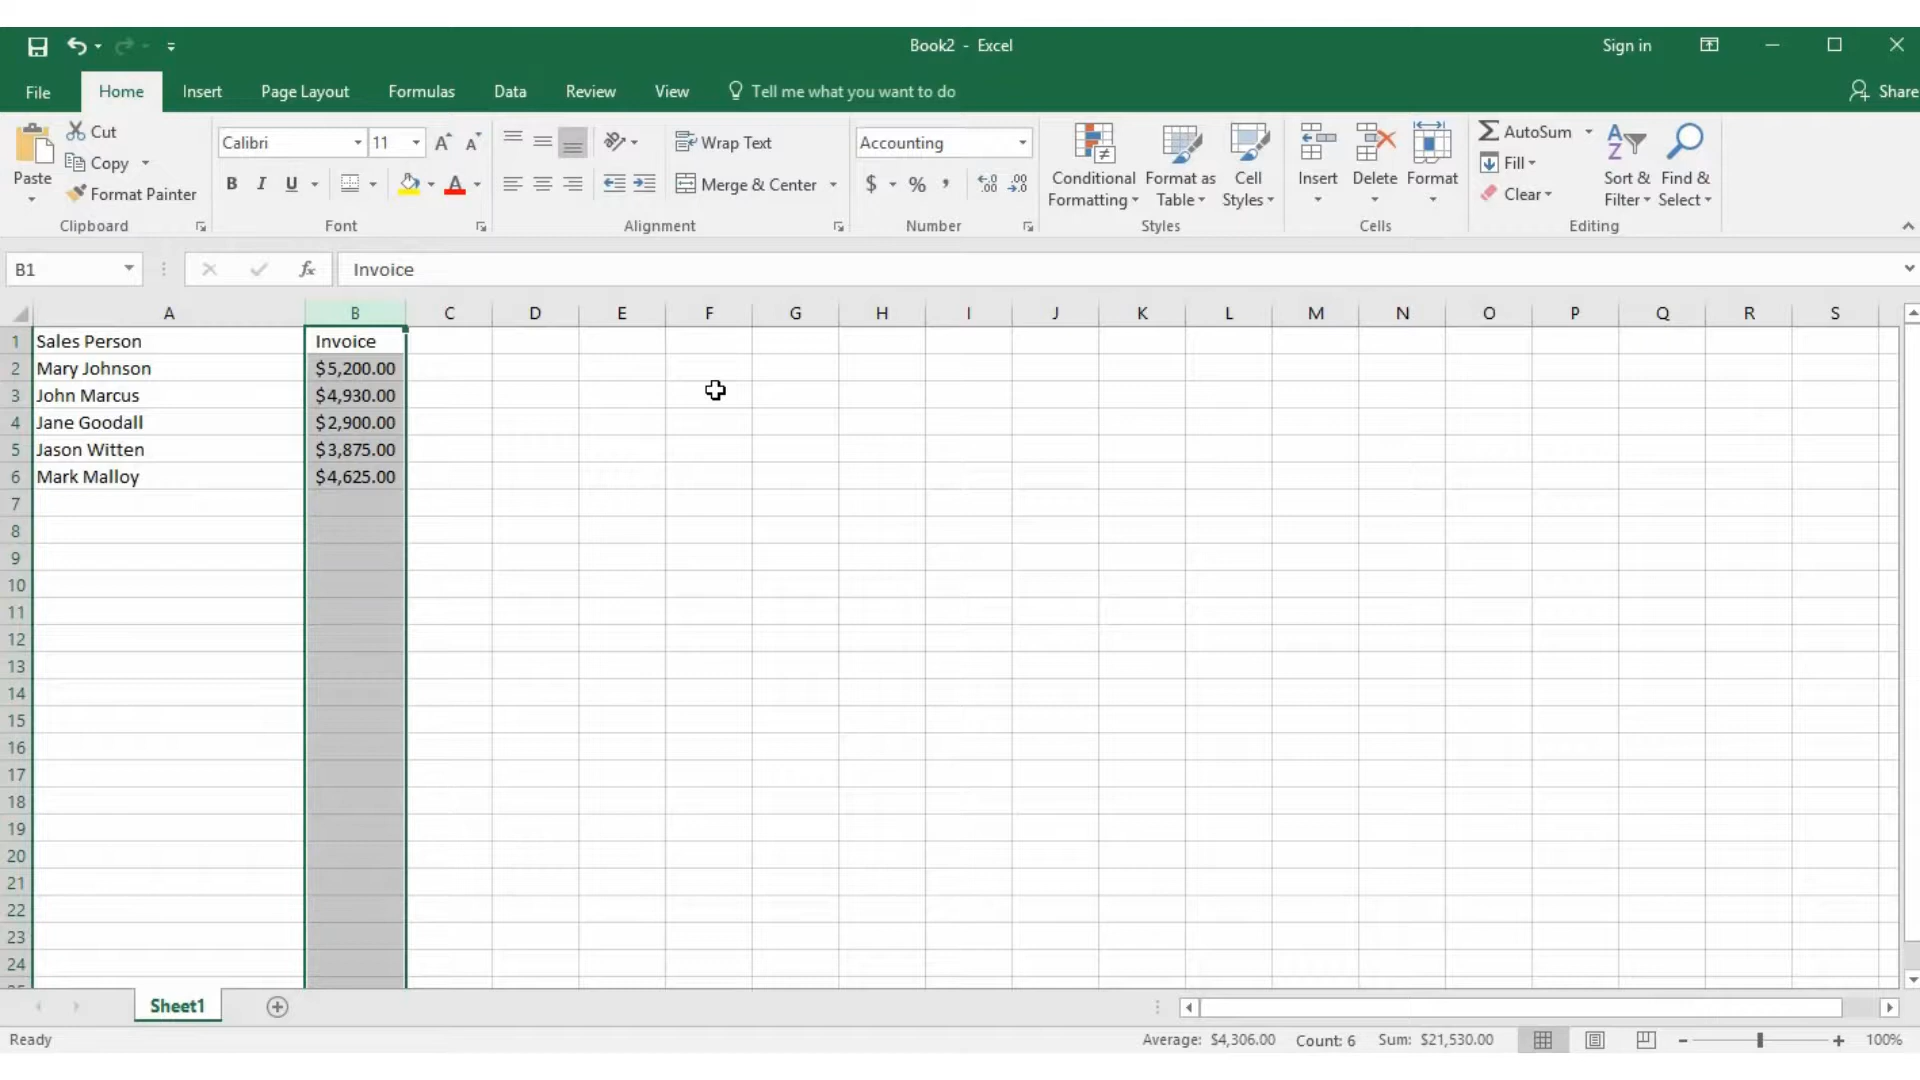 Book2 - Excel
Sign in
File Home Insert Page Layout Formulas Data Review View Tell me what you want to do Share
Cut
Copy
Format Painter
Paste
Clipboard
Calibri 11
B I U A
Font
Wrap Text
Merge & Center
Alignment
Accounting
$ % ,
Number
Conditional Formatting
Format as Table
Cell Styles
Styles
Insert
Delete
Format
Cells
AutoSum
Fill
Clear
Sort & Filter
Find & Select
Editing
B1 fx Invoice
A B C D E F G H I J K L M N O P Q R S
1 Sales Person Invoice
2 Mary Johnson $5,200.00
3 John Marcus $4,930.00
4 Jane Goodall $2,900.00
5 Jason Witten $3,875.00
6 Mark Malloy $4,625.00
7
8
9
10
11
12
13
14
15
16
17
18
19
20
21
22
23
24
Sheet1
Ready Average: $4,306.00 Count: 6 Sum: $21,530.00 100%